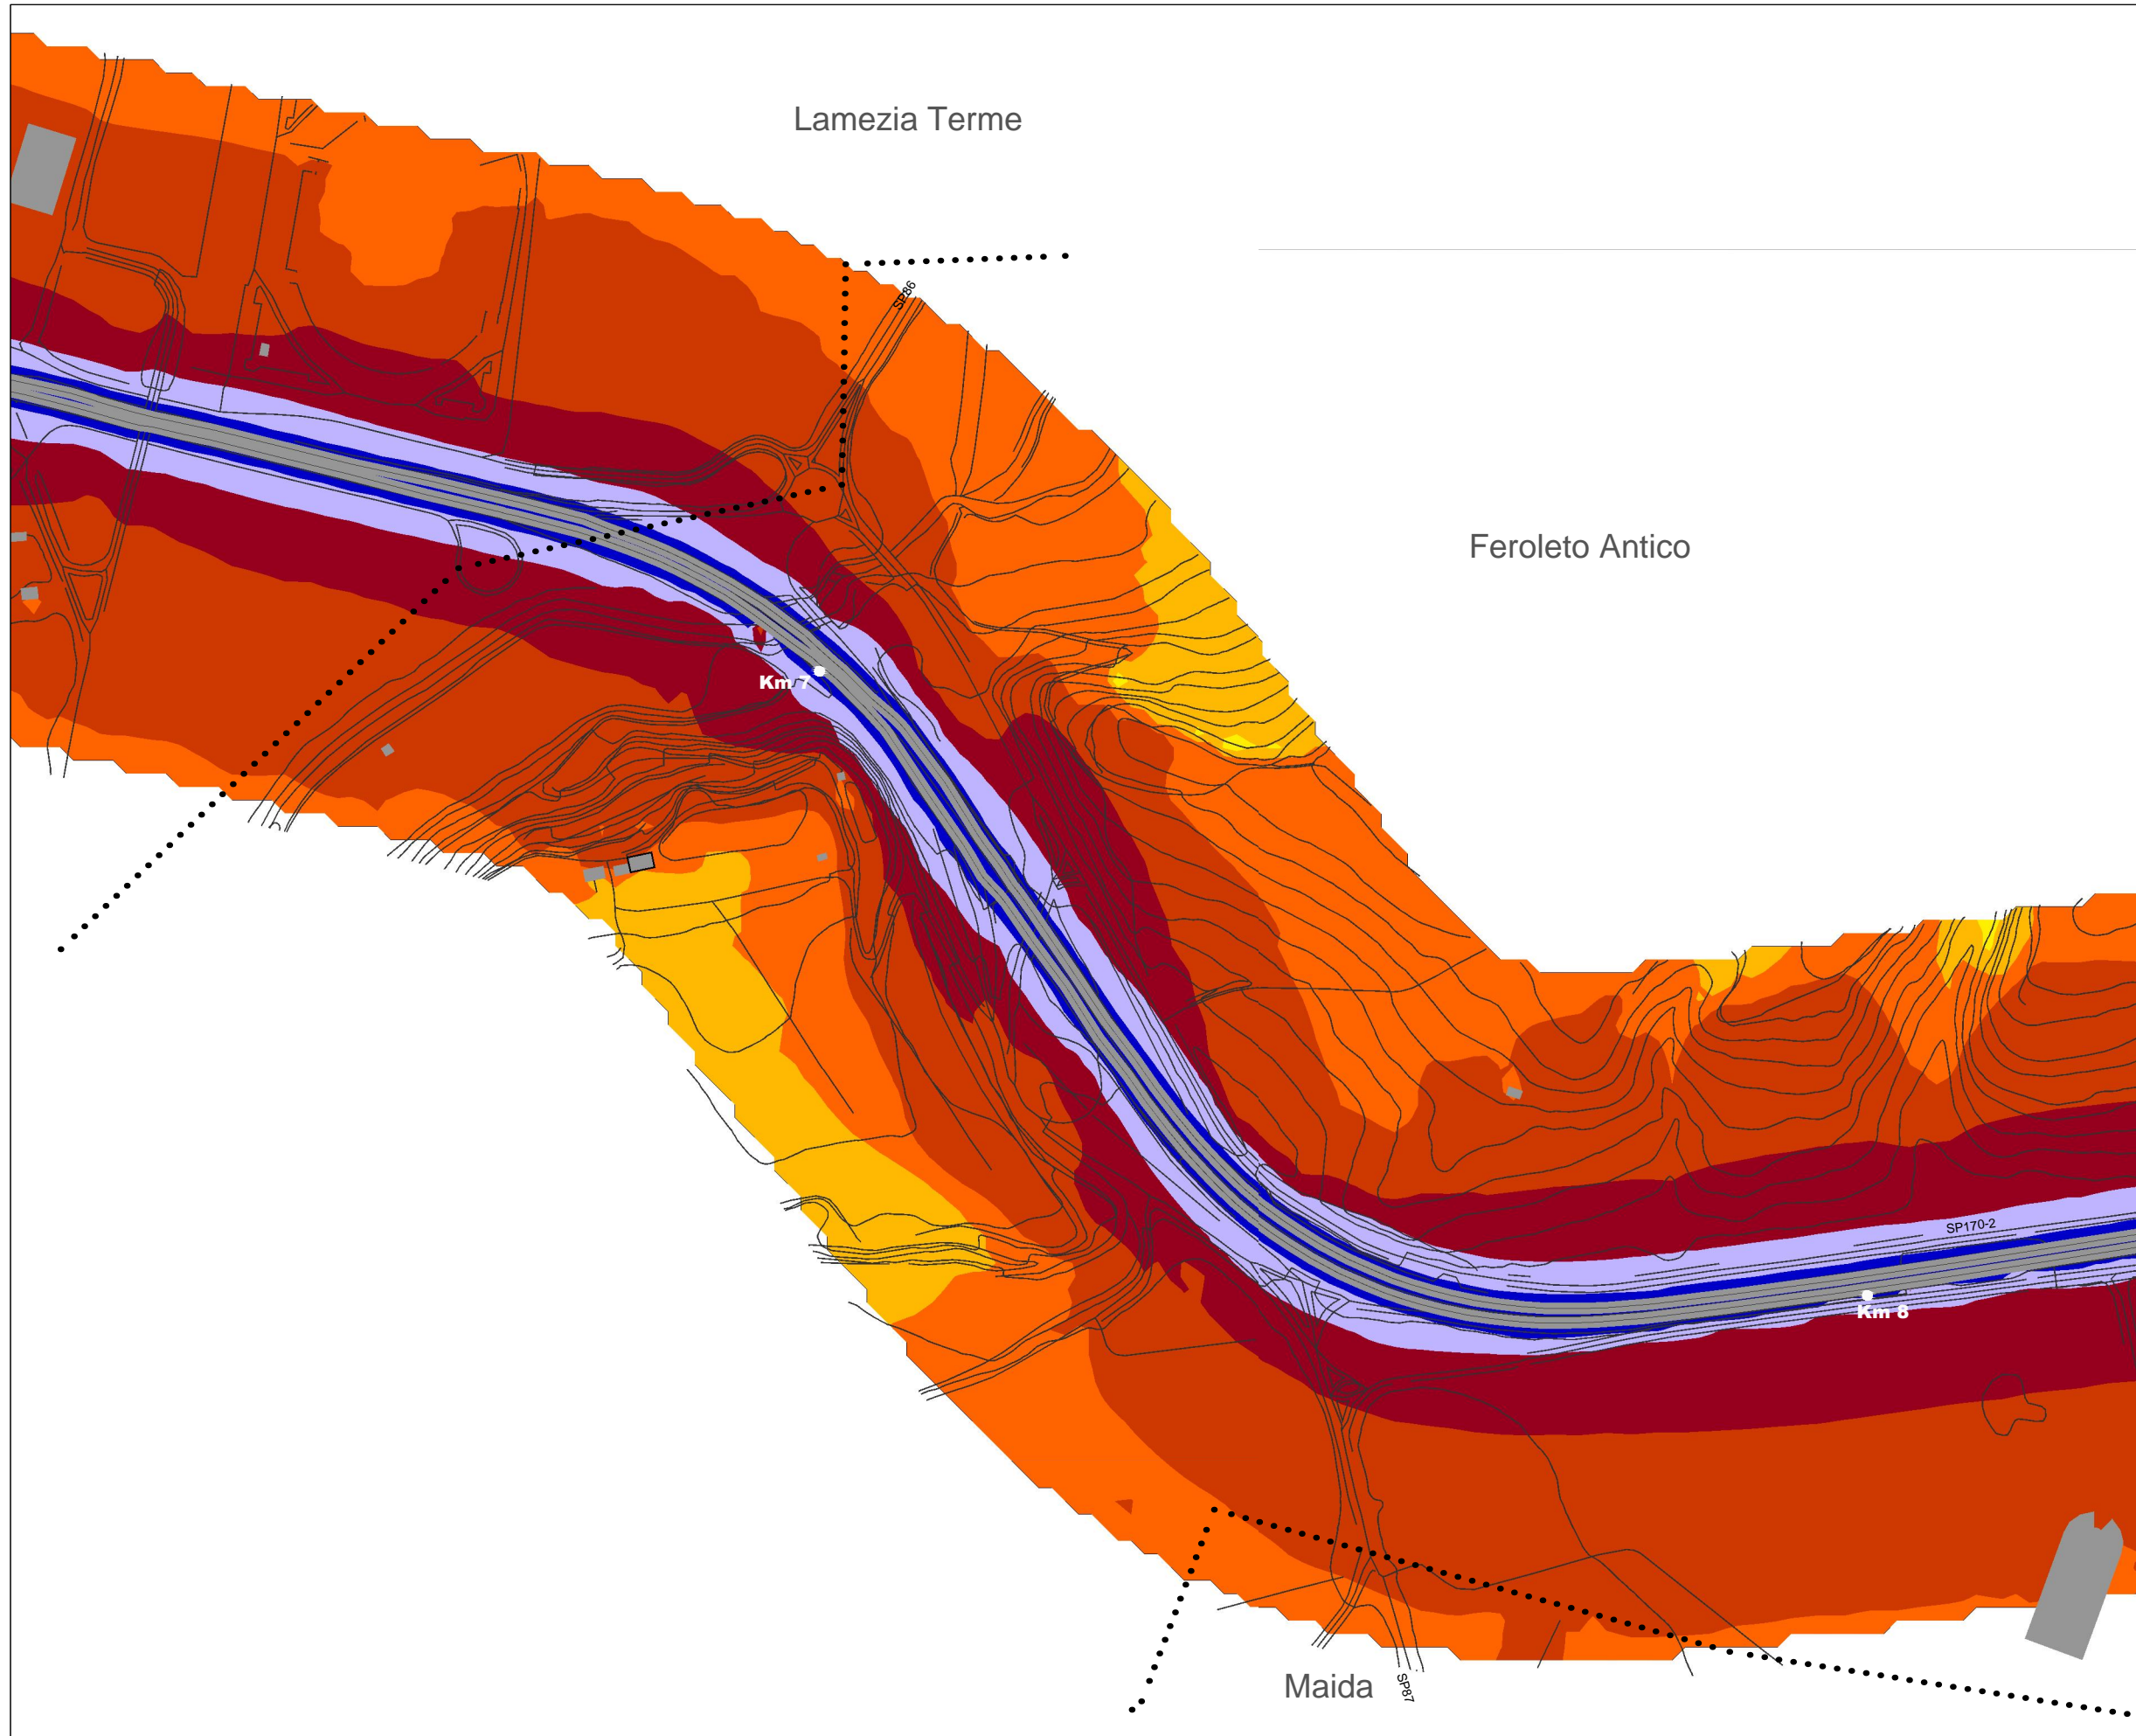 Lamezia Terme
SP86
Feroleto Antico
Km 7
SP170-2
Km 8
Maida
SP87